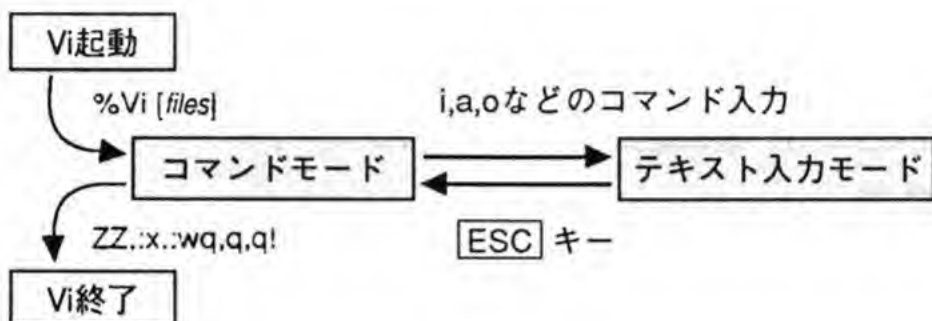 Vi起動
%Vi [files]
i,a,oなどのコマンド入力
コマンドモード
テキスト入力モード
ZZ,:x,:wq,q,q!
ESC キー
Vi終了